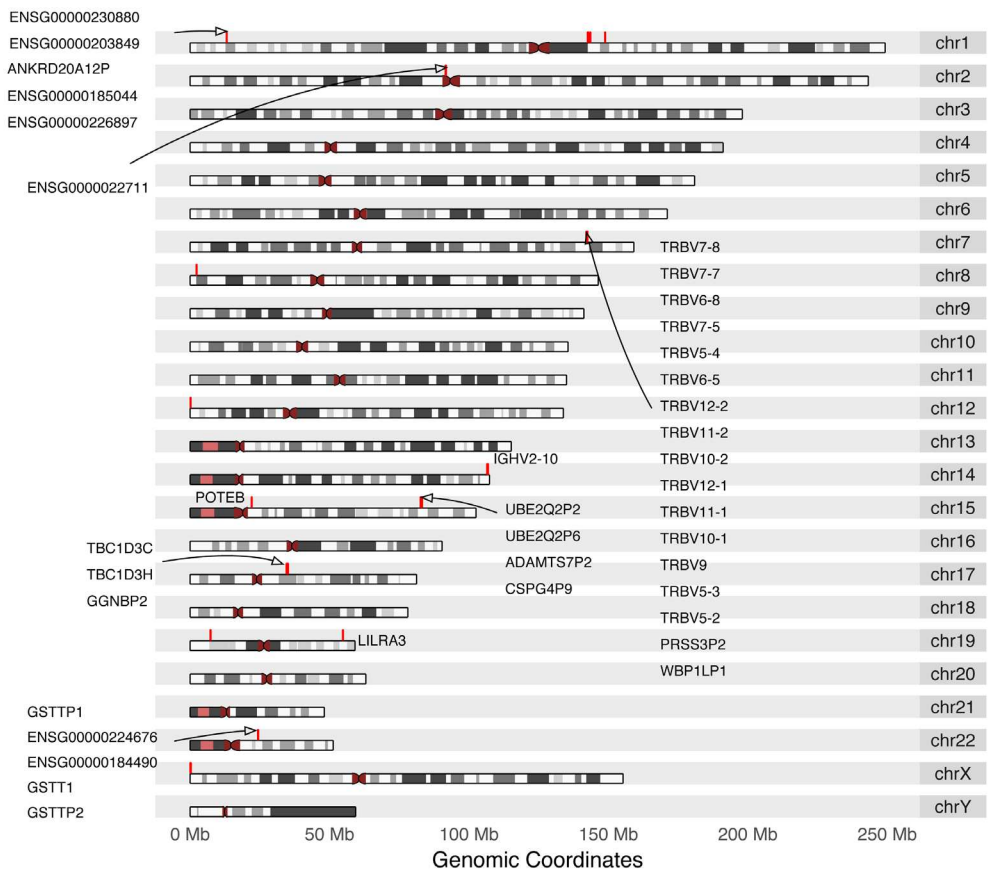 ENSG00000230880
ENSG00000203849
ANKRD20A12P
ENSG00000185044
ENSG00000226897
ENSG0000022711
chr1
chr2
chr3
chr4
chr5
chr6
chr7
chr8
chr9
chr10
chr11
chr12
chr13
chr14
chr15
chr16
chr17
chr18
chr19
chr20
chr21
chr22
chrX
chrY
TRBV7-8
TRBV7-7
TRBV6-8
TRBV7-5
TRBV5-4
TRBV6-5
TRBV12-2
TRBV11-2
TRBV10-2
TRBV12-1
TRBV11-1
TRBV10-1
TRBV9
TRBV5-3
TRBV5-2
PRSS3P2
WBP1LP1
IGHV2-10
POTEB
UBE2Q2P2
UBE2Q2P6
ADAMTS7P2
CSPG4P9
TBC1D3C
TBC1D3H
GGNBP2
LILRA3
GSTTP1
ENSG00000224676
ENSG00000184490
GSTT1
GSTTP2
0 Mb 50 Mb 100 Mb 150 Mb 200 Mb 250 Mb
Genomic Coordinates